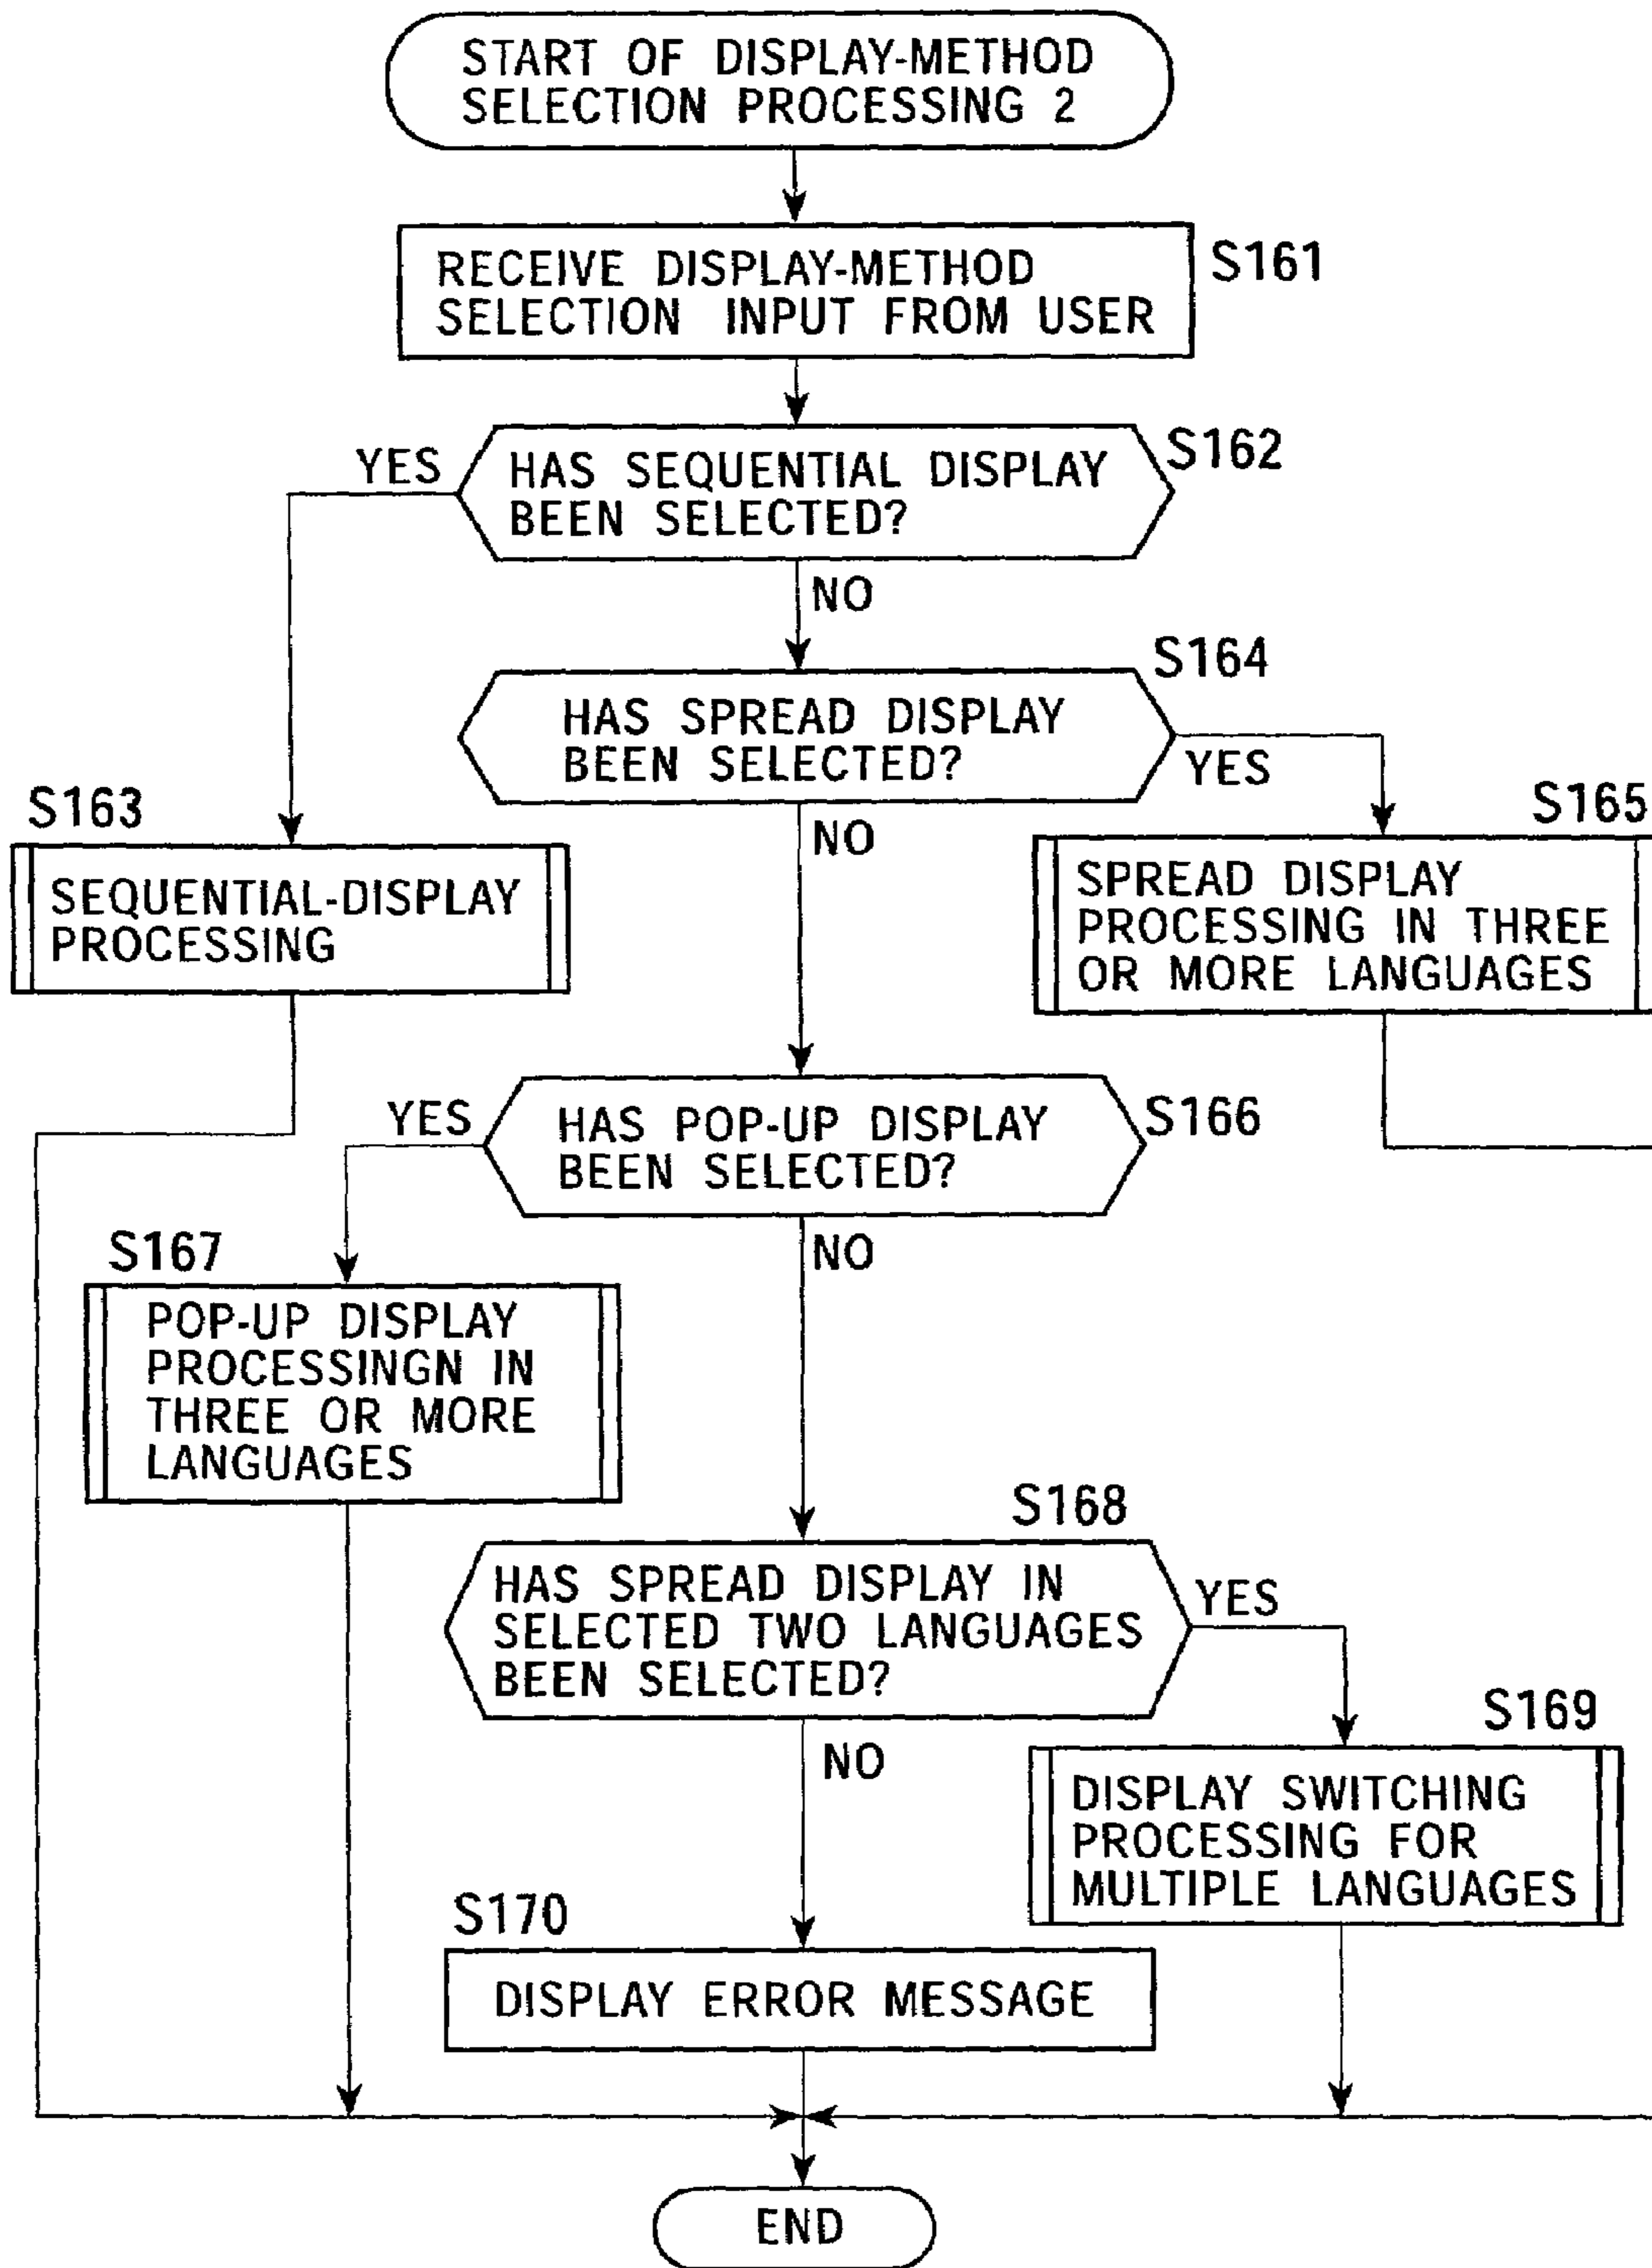 START OF DISPLAY-METHOD
SELECTION PROCESSING 2
RECEIVE DISPLAY-METHOD
SELECTION INPUT FROM USER
S161
HAS SEQUENTIAL DISPLAY
BEEN SELECTED?
S162
YES
NO
S164
HAS SPREAD DISPLAY
BEEN SELECTED?
YES
NO
S163
SEQUENTIAL-DISPLAY
PROCESSING
S165
SPREAD DISPLAY
PROCESSING IN THREE
OR MORE LANGUAGES
YES
HAS POP-UP DISPLAY
BEEN SELECTED?
S166
NO
S167
POP-UP DISPLAY
PROCESSINGN IN
THREE OR MORE
LANGUAGES
S168
HAS SPREAD DISPLAY IN
SELECTED TWO LANGUAGES
BEEN SELECTED?
YES
NO
S169
DISPLAY SWITCHING
PROCESSING FOR
MULTIPLE LANGUAGES
S170
DISPLAY ERROR MESSAGE
END